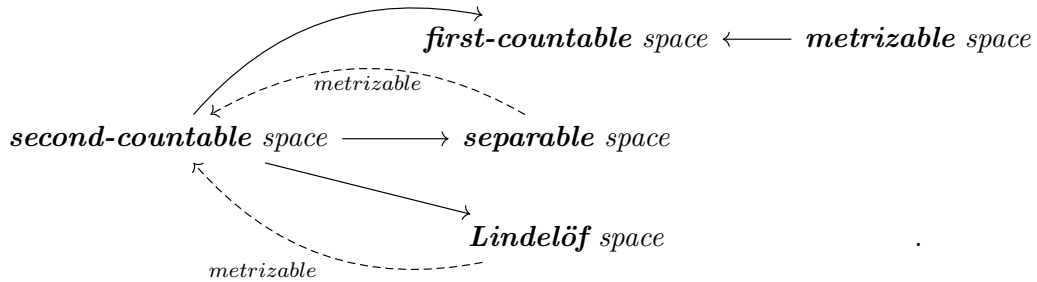 first-countable space metrizable space
metrizable
second-countable space separable space
Lindelöf space .
metrizable